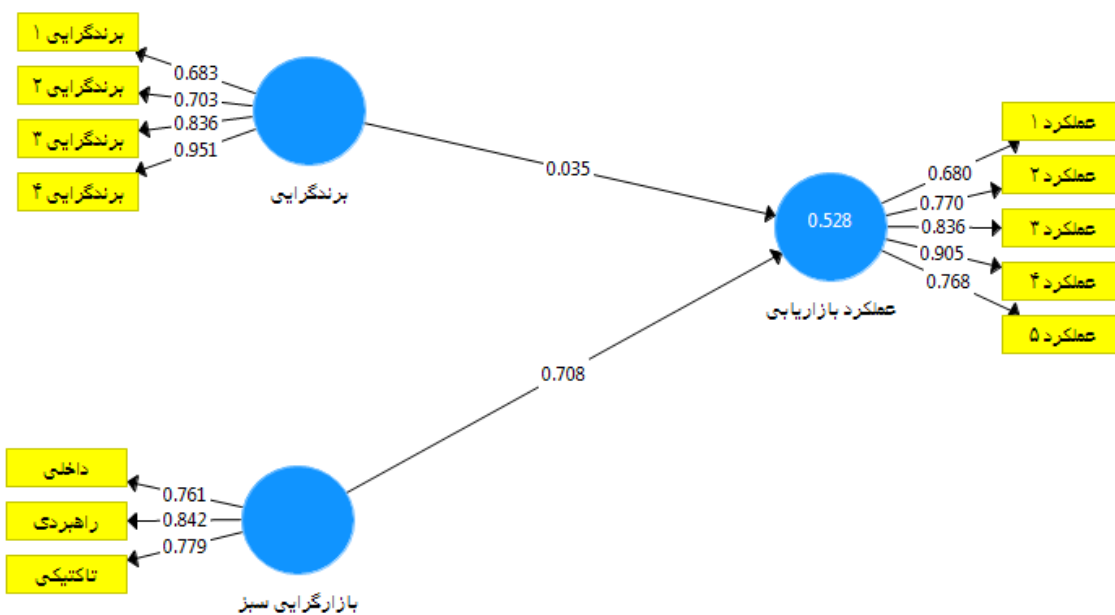 برندگرایی ۱
برندگرایی ۲
برندگرایی ۳
برندگرایی ۴
0.683
0.703
0.836
0.951
برندگرایی
0.035
0.528
عملکرد بازاریابی
عملکرد ۱
عملکرد ۲
عملکرد ۳
عملکرد ۴
عملکرد ۵
0.680
0.770
0.836
0.905
0.768
0.708
داخلی
راهبردی
تاکتیکی
0.761
0.842
0.779
بازارگرایی سبز